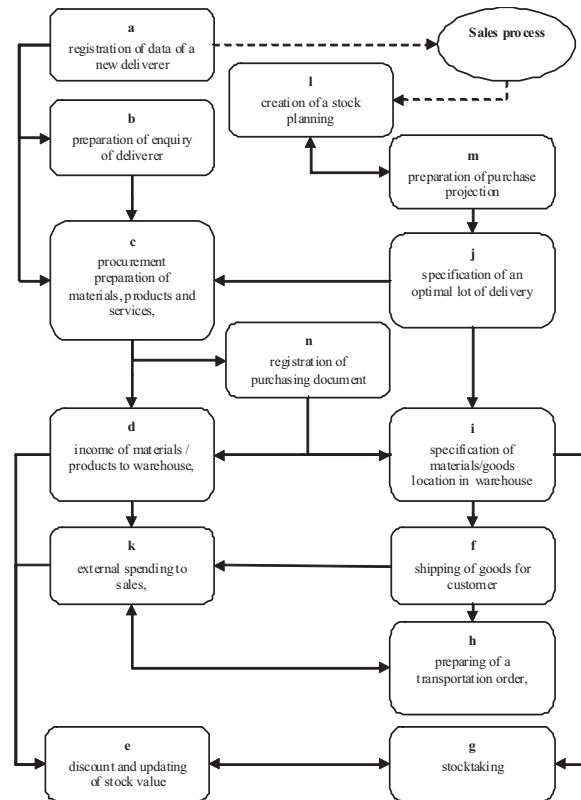 a
registration of data of a
new deliverer
Sales process
l
creation of a stock
planning
b
preparation of enquiry
of deliverer
m
preparation of purchase
projection
c
procurement
preparation of
materials, products and
services,
j
specification of an
optimal lot of delivery
n
registration of
purchasing document
d
income of materials /
products to warehouse,
i
specification of
materials/goods
location in warehouse
k
external spending to
sales,
f
shipping of goods for
customer
h
preparing of a
transportation order,
e
discount and updating
of stock value
g
stocktaking